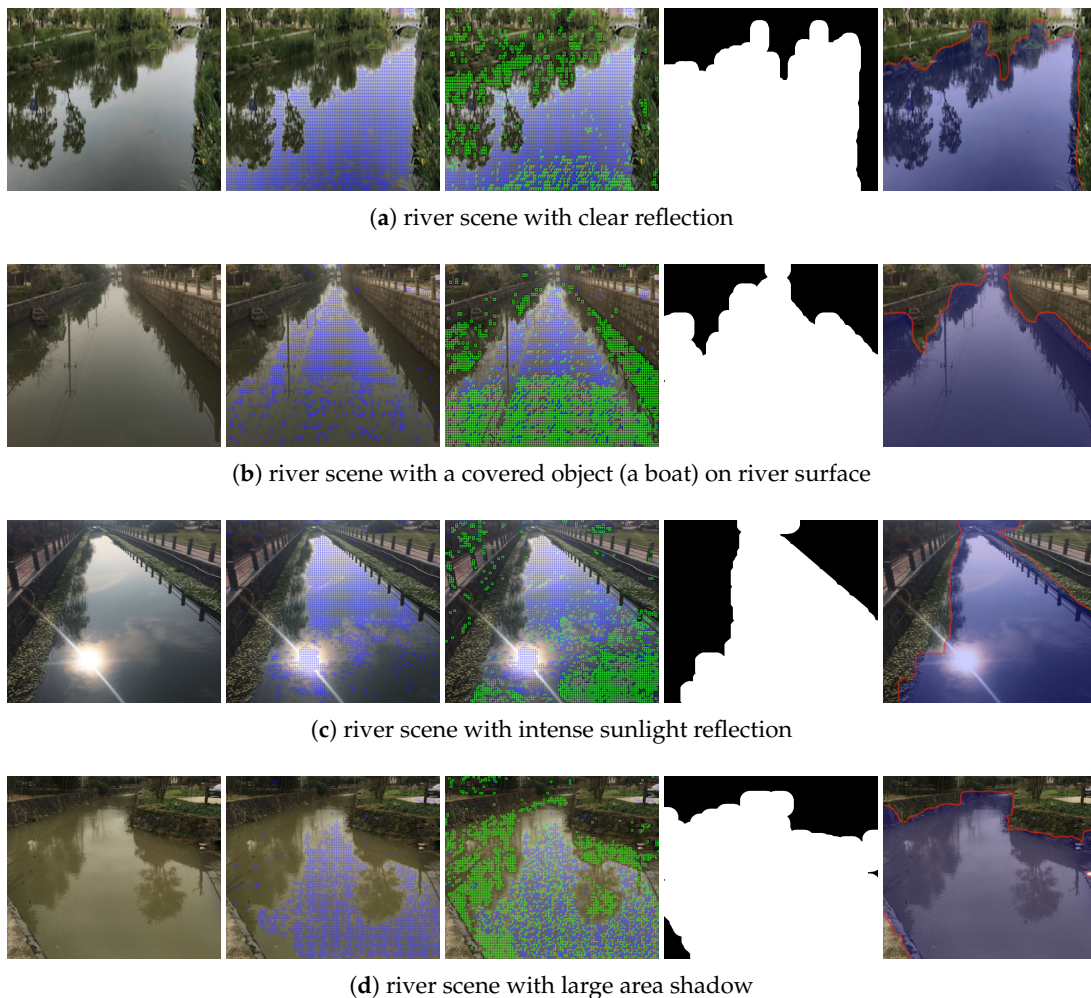 (a) river scene with clear reflection
(b) river scene with a covered object (a boat) on river surface
(c) river scene with intense sunlight reflection
(d) river scene with large area shadow